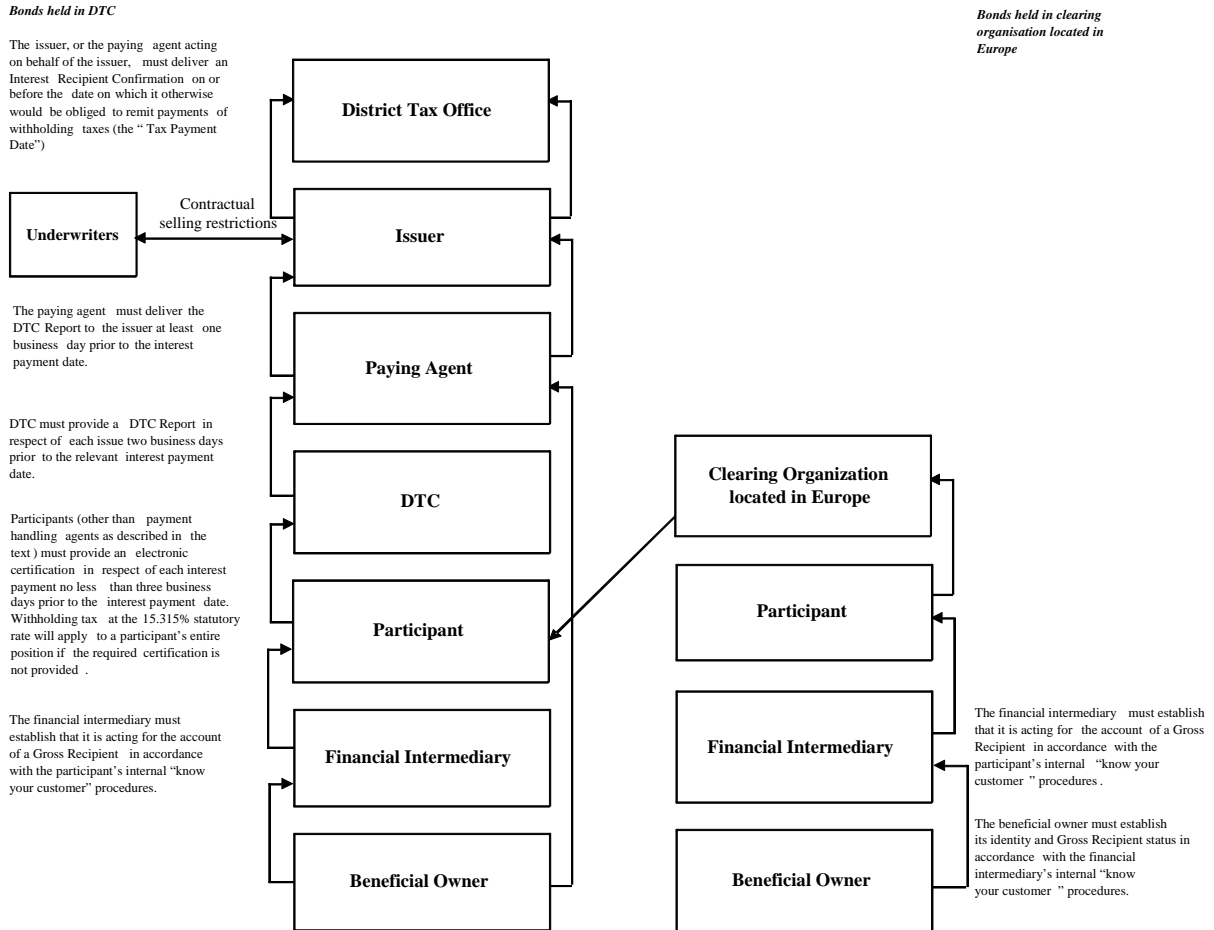 Bonds held in DTC
The issuer, or the paying agent acting
on behalf of the issuer, must deliver an
Interest Recipient Confirmation on or
before the date on which it otherwise
would be obliged to remit payments of
withholding taxes (the “ Tax Payment
Date”)
Bonds held in clearing
organisation located in
Europe
District Tax Office
Underwriters
Contractual
selling restrictions
Issuer
The paying agent must deliver the
DTC Report to the issuer at least one
business day prior to the interest
payment date.
Paying Agent
DTC must provide a DTC Report in
respect of each issue two business days
prior to the relevant interest payment
date.
DTC
Clearing Organization
located in Europe
Participants (other than payment
handling agents as described in the
text ) must provide an electronic
certification in respect of each interest
payment no less than three business
days prior to the interest payment date.
Withholding tax at the 15.315% statutory
rate will apply to a participant’s entire
position if the required certification is
not provided .
Participant
Participant
The financial intermediary must
establish that it is acting for the account
of a Gross Recipient in accordance
with the participant’s internal “know
your customer” procedures.
Financial Intermediary
Financial Intermediary
The financial intermediary must establish
that it is acting for the account of a Gross
Recipient in accordance with the
participant’s internal “know your
customer ” procedures .
Beneficial Owner
Beneficial Owner
The beneficial owner must establish
its identity and Gross Recipient status in
accordance with the financial
intermediary’s internal “know
your customer ” procedures.